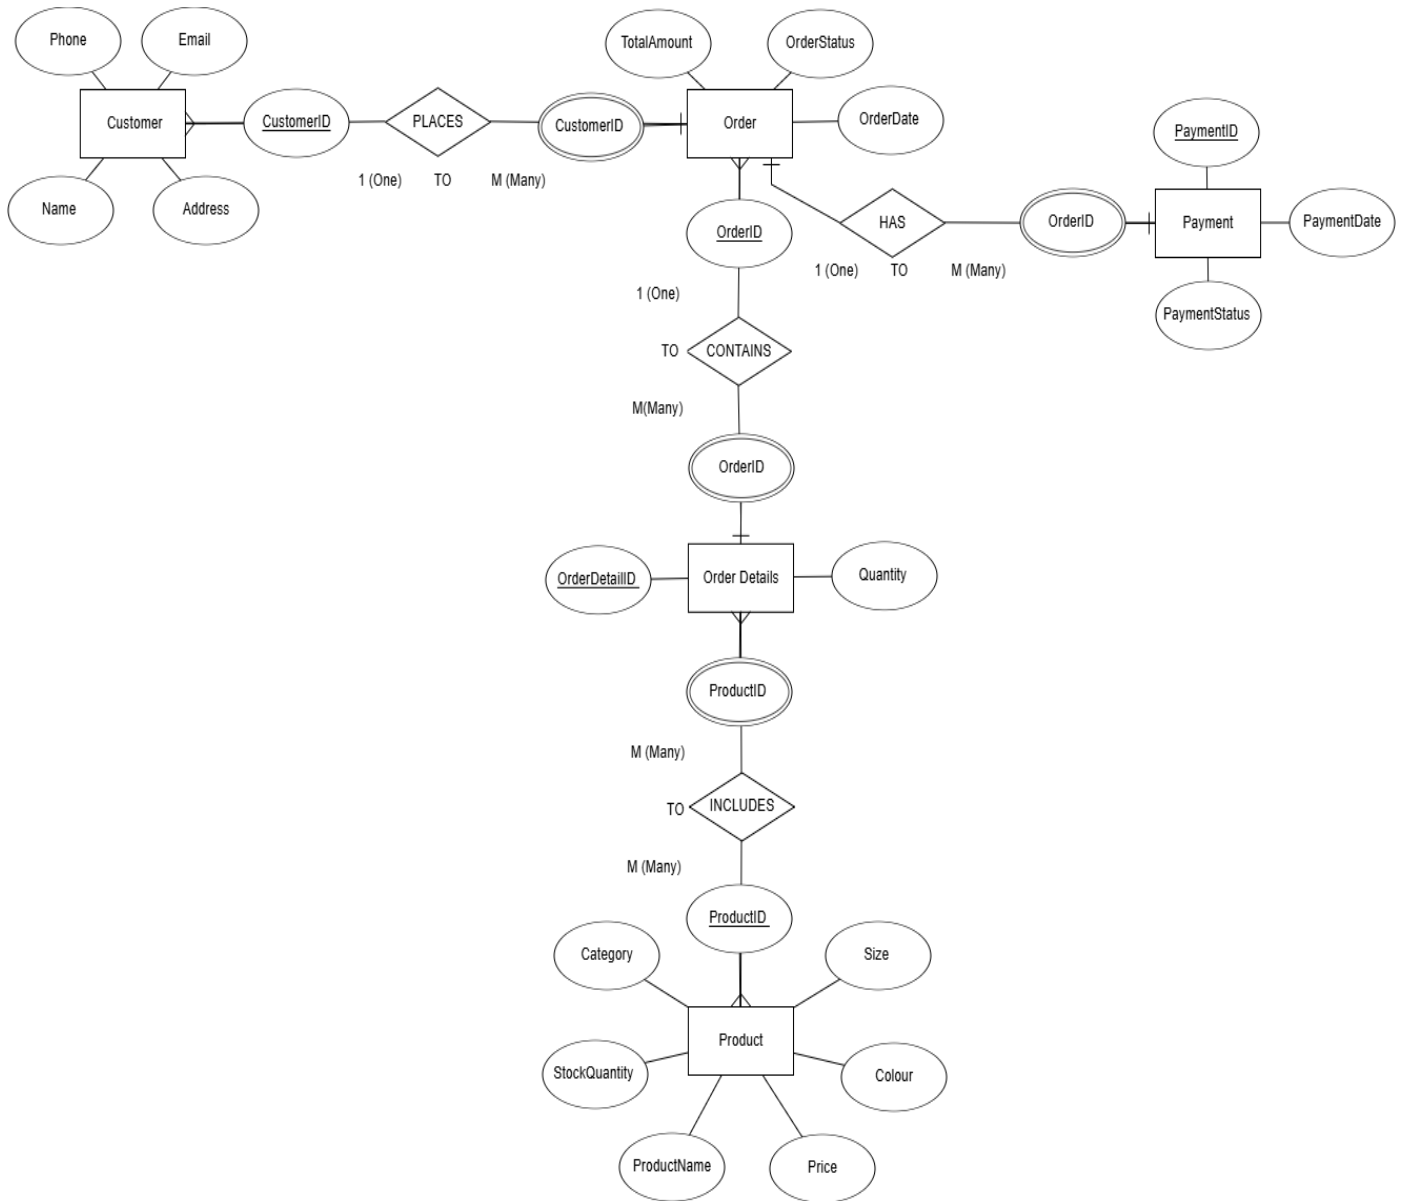 Phone
Email
TotalAmount
OrderStatus
Customer
CustomerID
PLACES
CustomerID
Order
OrderDate
PaymentID
1 (One)
TO
M (Many)
Name
Address
OrderID
HAS
OrderID
Payment
PaymentDate
1 (One)
TO
M (Many)
1 (One)
PaymentStatus
TO
CONTAINS
M(Many)
OrderID
OrderDetailID
Order Details
Quantity
ProductID
M (Many)
TO
INCLUDES
M (Many)
ProductID
Category
Size
Product
StockQuantity
Colour
ProductName
Price